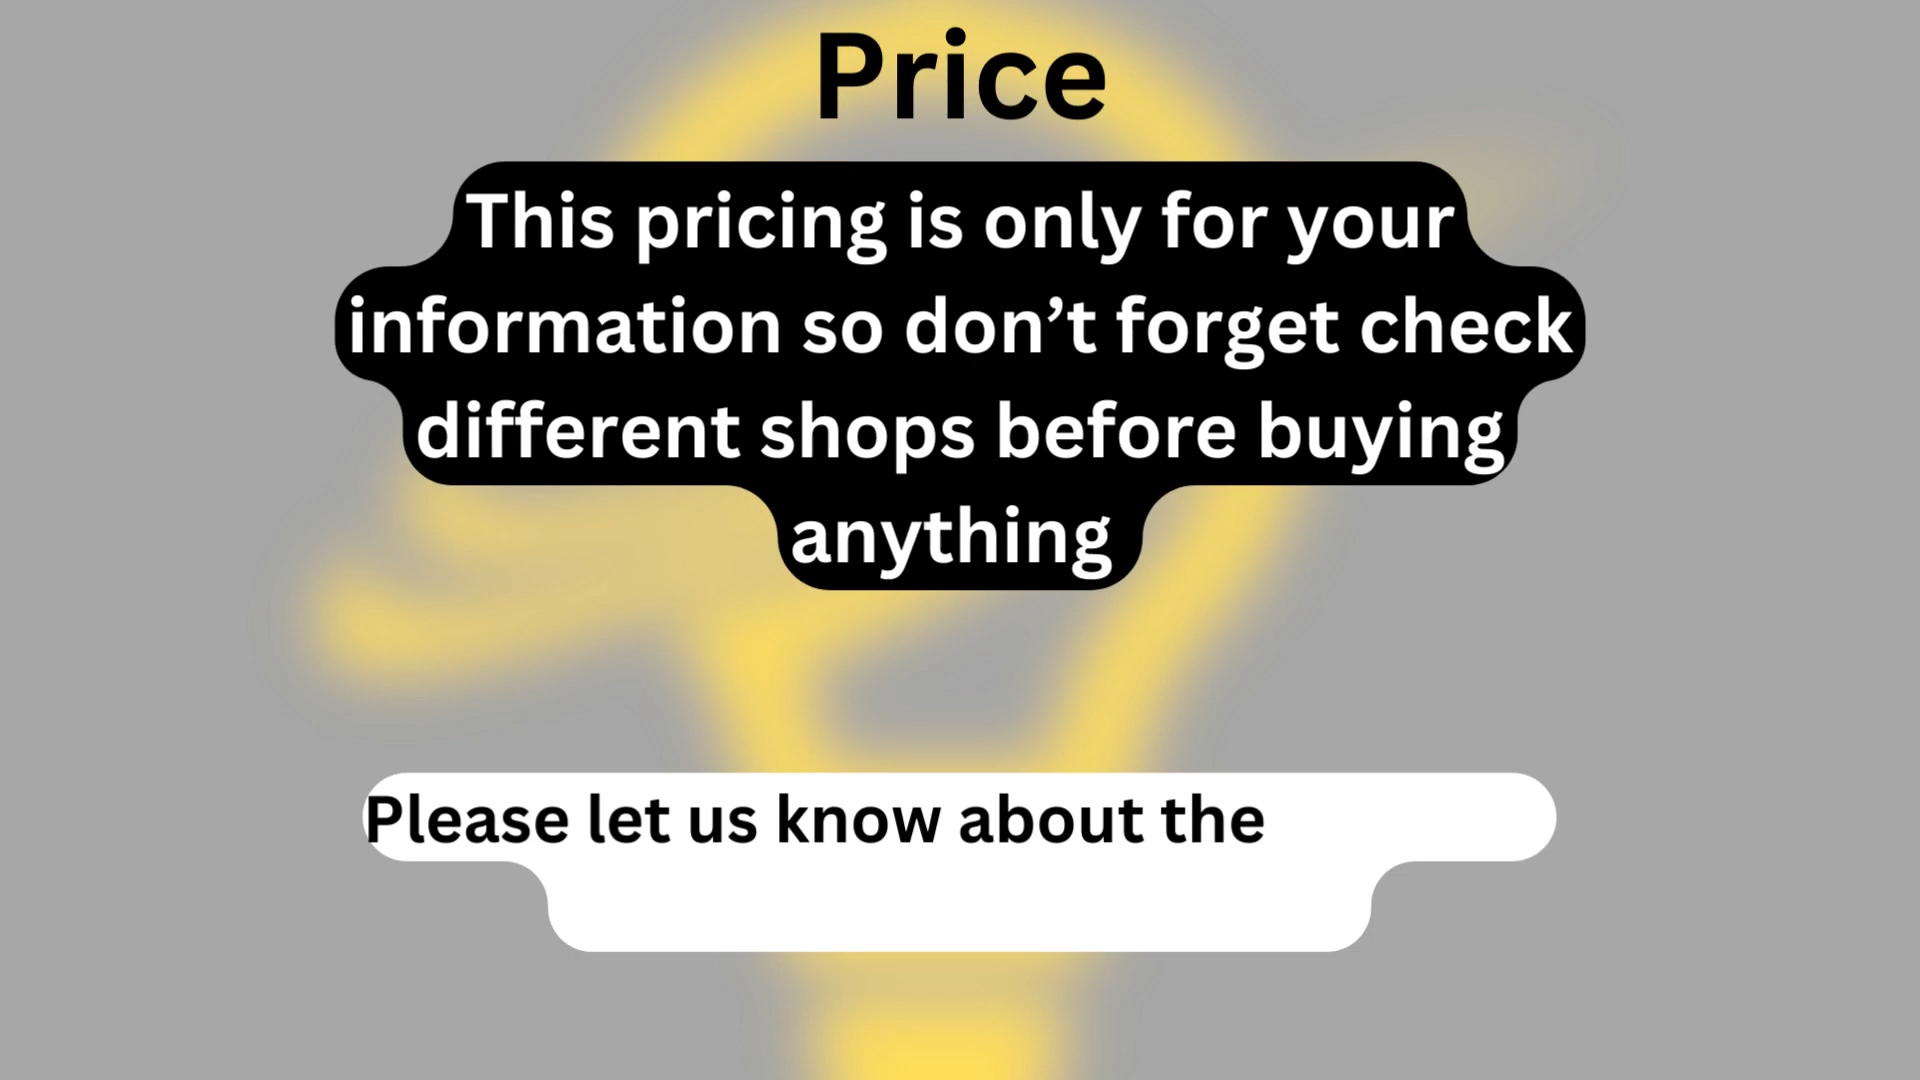 Price
This pricing is only for your
information so don’t forget check
different shops before buying
anything
Please let us know about the